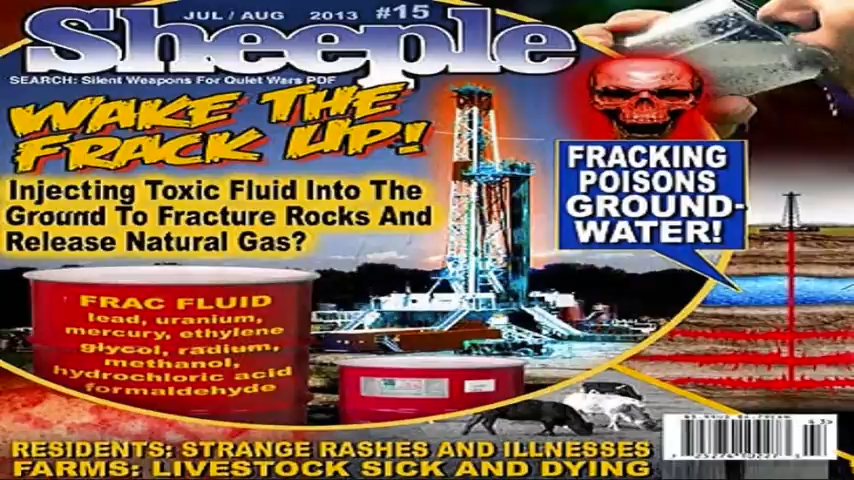 JUL / AUG 2013 #15
Sheeple
SEARCH: Silent Weapons For Quiet Wars PDF
WAKE THE
FRACK UP!
Injecting Toxic Fluid Into The
Ground To Fracture Rocks And
Release Natural Gas?
FRACKING
POISONS
GROUND-
WATER!
FRAC FLUID
lead, uranium,
mercury, ethylene
glycol, radium,
methanol,
hydrochloric acid
formaldehyde
RESIDENTS: STRANGE RASHES AND ILLNESSES
FARMS: LIVESTOCK SICK AND DYING